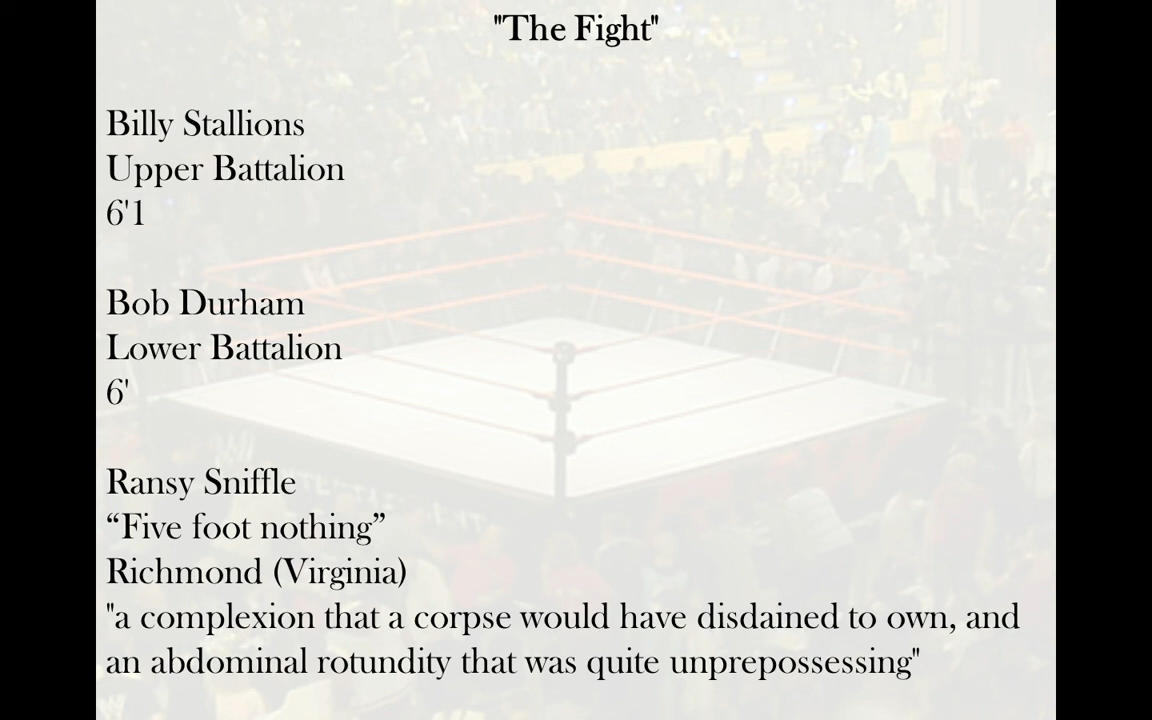 "The Fight"
Billy Stallions
Upper Battalion
6'1
Bob Durham
Lower Battalion
6'
Ransy Sniffle
“Five foot nothing”
Richmond (Virginia)
"a complexion that a corpse would have disdained to own, and
an abdominal rotundity that was quite unprepossessing"